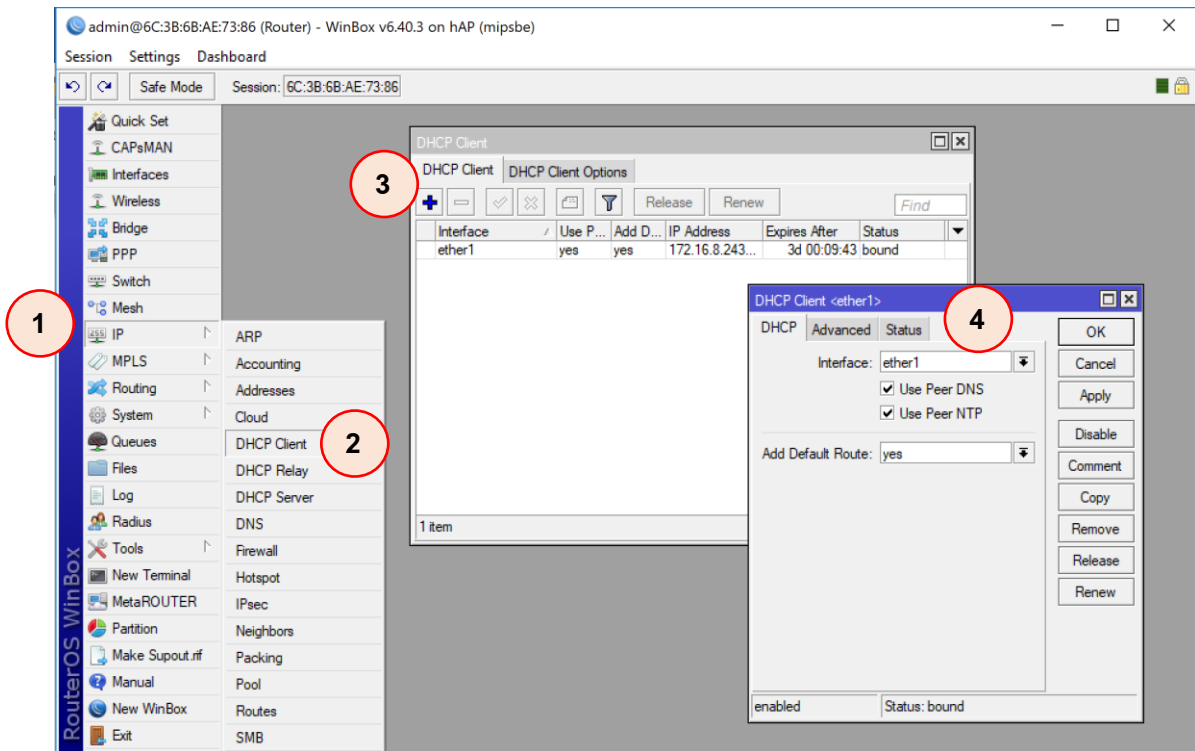 admin@6C:3B:6B:AE:73:86 (Router) - WinBox v6.40.3 on hAP (mipsbe)
Session Settings Dashboard
Safe Mode Session: 6C:3B:6B:AE:73:86
Quick Set
CAPsMAN
Interfaces
Wireless
Bridge
PPP
Switch
Mesh
IP
MPLS
Routing
System
Queues
Files
Log
Radius
Tools
New Terminal
MetaROUTER
Partition
Make Supout.rif
Manual
New WinBox
Exit
RouterOS WinBox
1
ARP
Accounting
Addresses
Cloud
DHCP Client
DHCP Relay
DHCP Server
DNS
Firewall
Hotspot
IPsec
Neighbors
Packing
Pool
Routes
SMB
2
DHCP Client
DHCP Client DHCP Client Options
3
Release Renew Find
Interface Use P... Add D... IP Address Expires After Status
ether1 yes yes 172.16.8.243... 3d 00:09:43 bound
1 item
DHCP Client <ether1>
DHCP Advanced Status
4
Interface: ether1
Use Peer DNS
Use Peer NTP
Add Default Route: yes
OK
Cancel
Apply
Disable
Comment
Copy
Remove
Release
Renew
enabled Status: bound